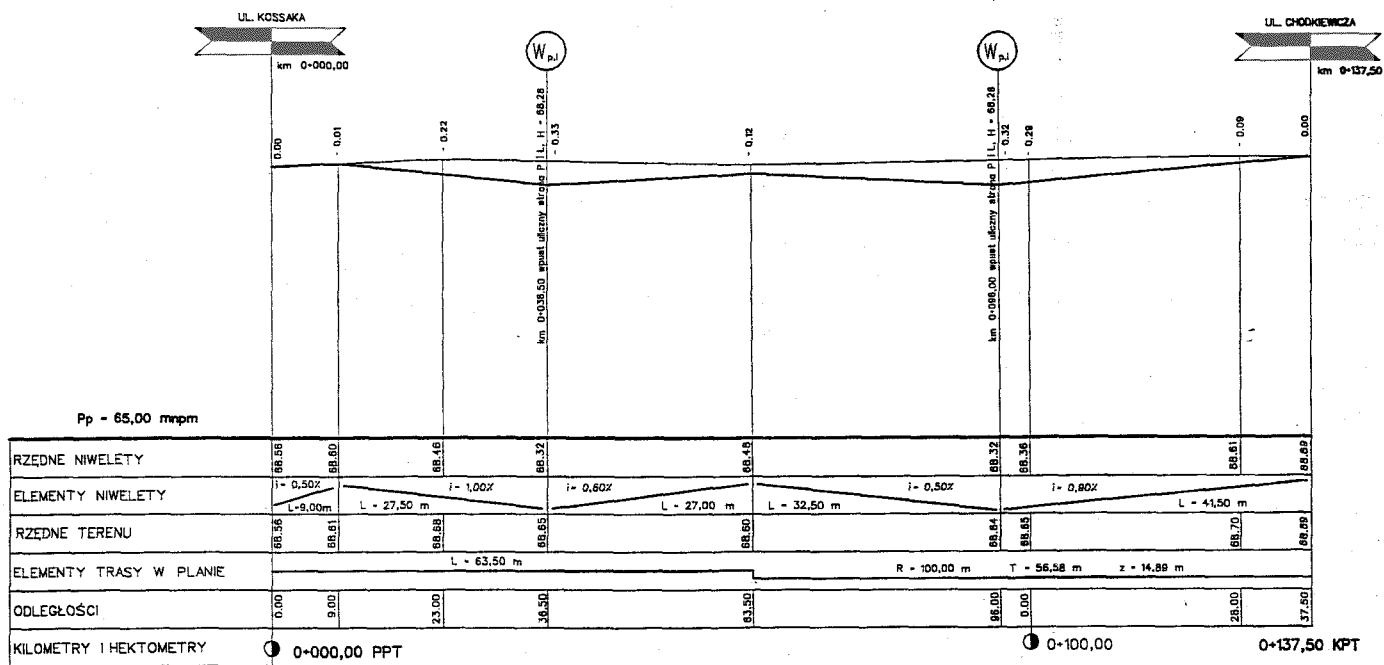 UL. KOSSAKA
km 0+000,00
UL. CHODKIEWICZA
km 0+137,50
W p.l
W p.l
0.00
- 0.01
- 0.22
- 0.33
- 0.12
- 0.32
- 0.29
- 0.09
0.00
km 0+036,50 wpust uliczny strona P i L, H - 68,28
km 0+096,00 wpust uliczny strona P i L, H - 68,28
Pp - 65,00 mnpm
RZĘDNE NIWELETY
68.56 68.60 68.46 68.32 68.48 68.32 68.36 68.61 68.89
ELEMENTY NIWELETY
i- 0,50% i- 1,00% i- 0,60% i- 0,50% i- 0,90%
L-9,00m L - 27,50 m L - 27,00 m L - 32,50 m L - 41,50 m
RZĘDNE TERENU
68.56 68.61 68.68 68.65 68.60 68.64 68.65 68.70 68.89
ELEMENTY TRASY W PLANIE
L - 63,50 m R - 100,00 m T - 56,58 m z - 14,89 m
ODLEGŁOŚCI
0.00 9.00 23.00 36.50 63.50 96.00 0.00 28.00 37.50
KILOMETRY I HEKTOMETRY
0+000,00 PPT 0+100,00 0+137,50 KPT